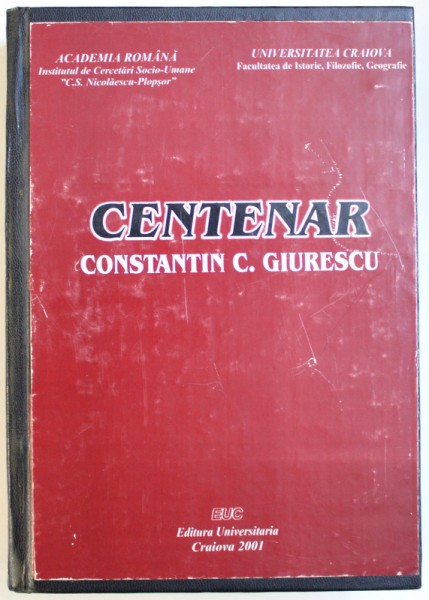 ACADEMIA ROMÂNĂ
Institutul de Cercetări Socio-Umane
"C.S. Nicolăescu-Plopşor"
UNIVERSITATEA CRAIOVA
Facultatea de Istorie, Filozofie, Geografie
CENTENAR
CONSTANTIN C. GIURESCU
EUC
Editura Universitaria
Craiova 2001